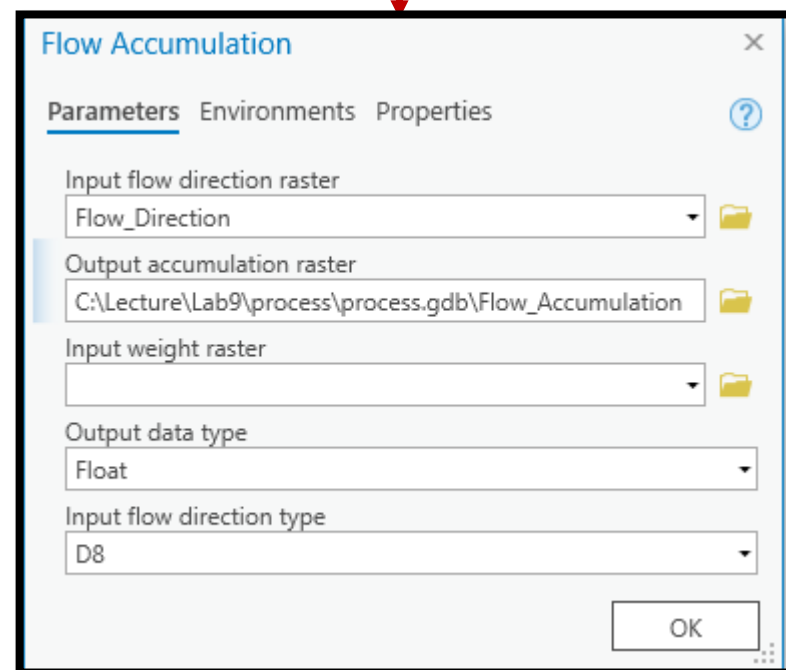 Flow Accumulation
Parameters Environments Properties
Input flow direction raster
Flow_Direction
Output accumulation raster
C:\Lecture\Lab9\process\process.gdb\Flow_Accumulation
Input weight raster
Output data type
Float
Input flow direction type
D8
OK